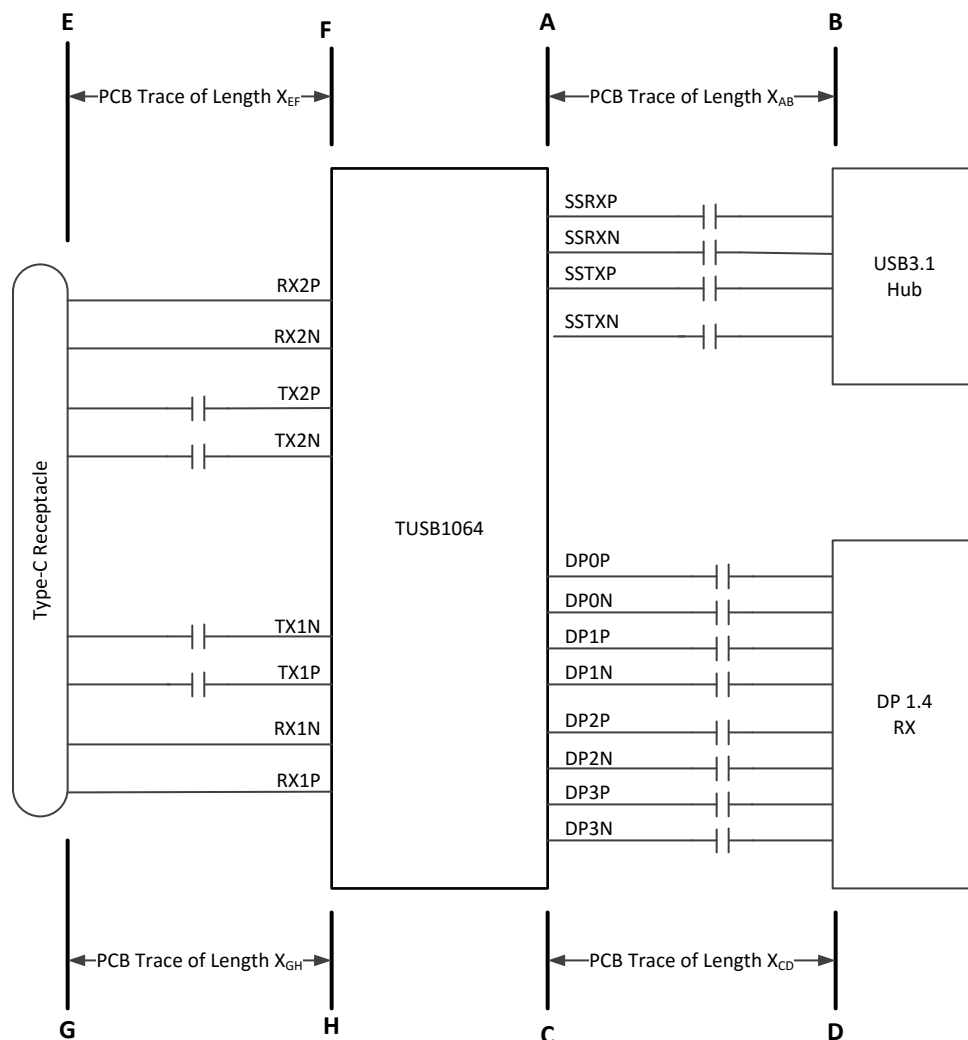 E
F
A
B
PCB Trace of Length XEF
PCB Trace of Length XAB
SSRXP
SSRXN
SSTXP
SSTXN
USB3.1
Hub
RX2P
RX2N
TX2P
TX2N
Type-C Receptacle
TUSB1064
TX1N
TX1P
RX1N
RX1P
DP0P
DP0N
DP1P
DP1N
DP2P
DP2N
DP3P
DP3N
DP 1.4
RX
PCB Trace of Length XGH
PCB Trace of Length XCD
G
H
C
D